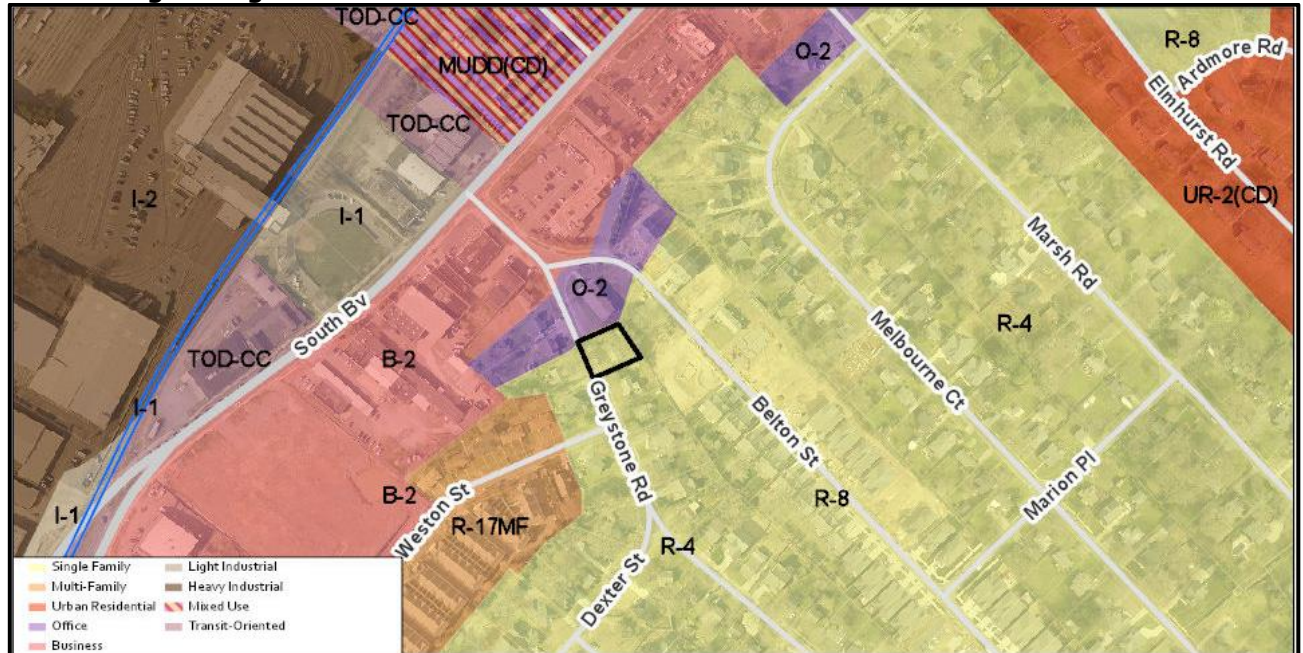 TOD-CC
MUDD(CD)
O-2
R-8
Ardmore Rd
Elmhurst Rd
TOD-CC
I-2
I-1
UR-2(CD)
Marsh Rd
O-2
South Bv
R-4
TOD-CC
B-2
Melbourne Ct
I-1
Greystone Rd
Belton St
Marion Pl
B-2
R-8
I-1
Weston St
R-17MF
R-4
Dexter St
Single Family
Multi-Family
Urban Residential
Office
Business
Light Industrial
Heavy Industrial
Mixed Use
Transit-Oriented